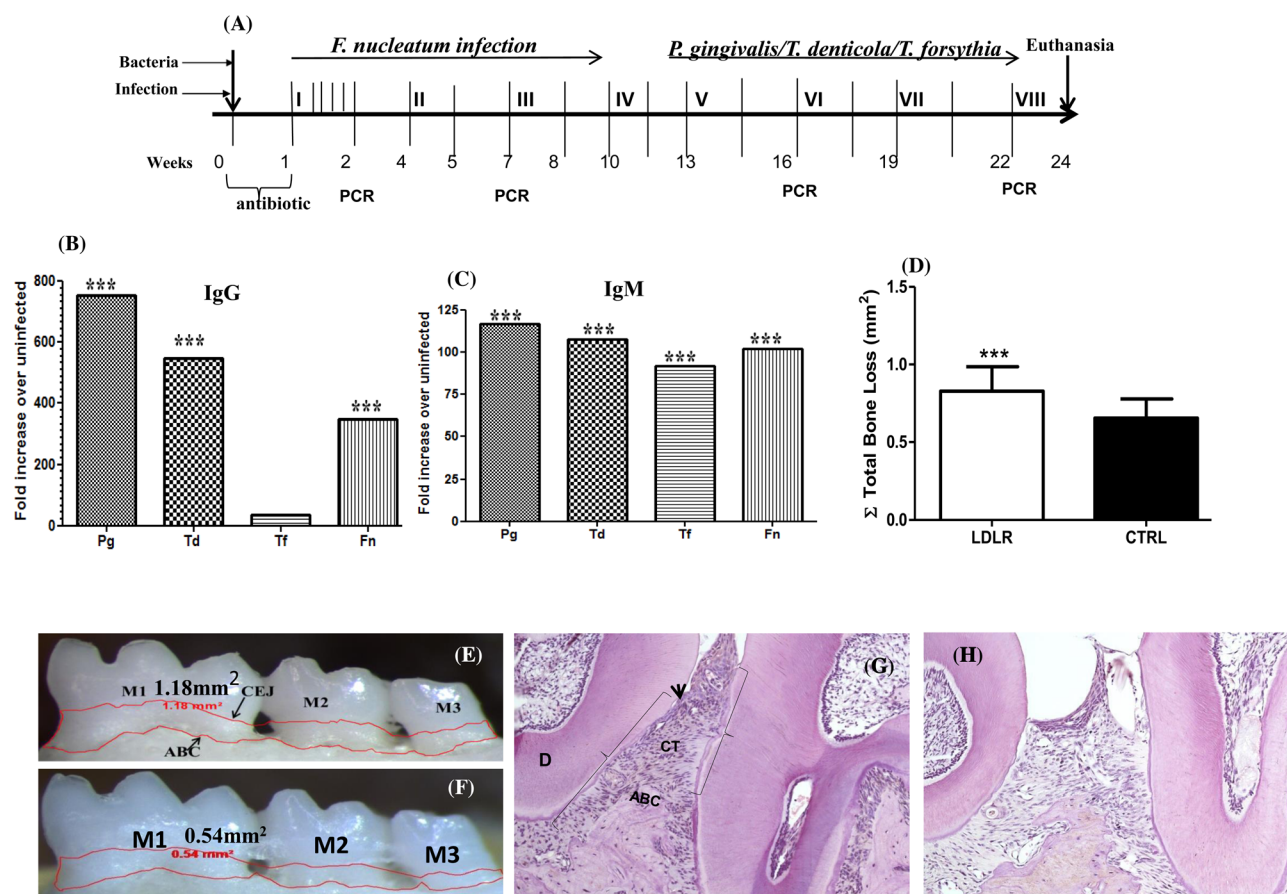 (A)
F. nucleatum infection
P. gingivalis/T. denticola/T. forsythia
Euthanasia
Bacteria
Infection
I II III IV V VI VII VIII
Weeks 0 1 2 4 5 7 8 10 13 16 19 22 24
antibiotic
PCR PCR PCR PCR
(B)
IgG
Fold increase over uninfected
800
600
400
200
0
*** *** ***
Pg Td Tf Fn
(C)
IgM
Fold increase over uninfected
125
100
75
50
25
0
*** *** *** ***
Pg Td Tf Fn
(D)
Σ Total Bone Loss (mm²)
1.5
1.0
0.5
0.0
***
LDLR CTRL
(E)
M1 1.18mm² CEJ
1.18 mm²
M2
M3
ABC
(F)
M1 0.54mm² M2 M3
0.54 mm²
(G)
CT
D
ABC
(H)